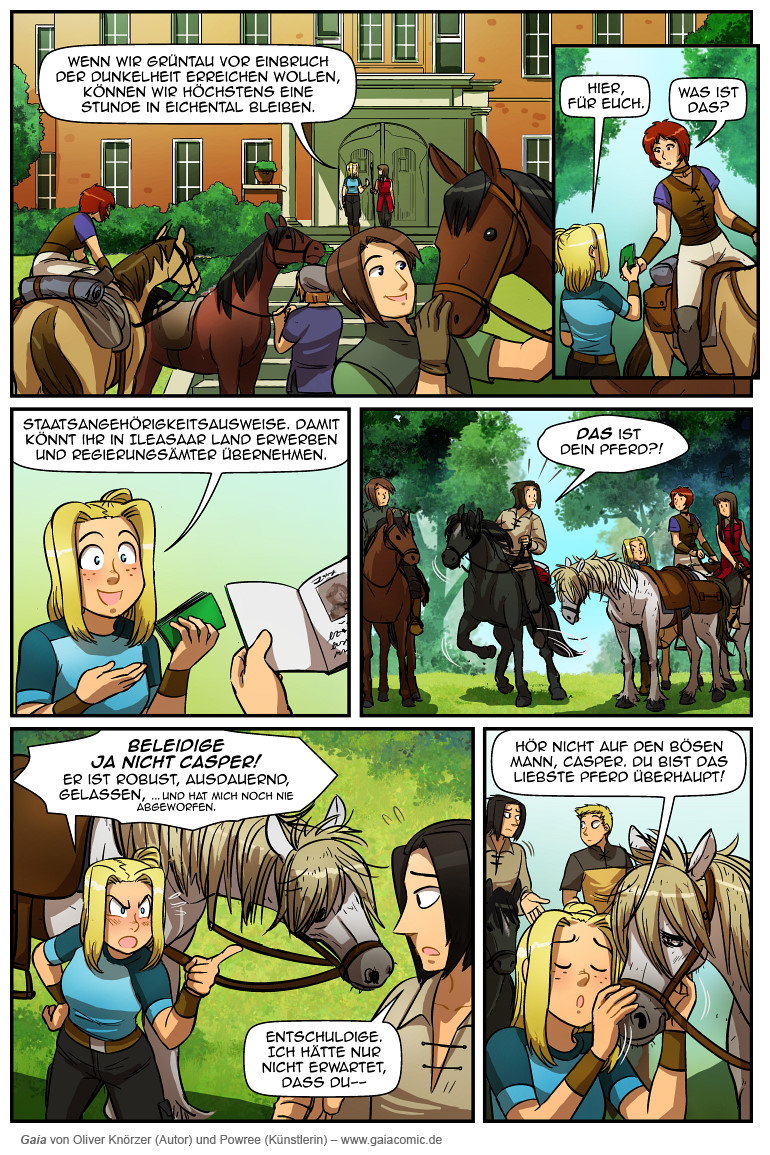 WENN WIR GRÜNTAU VOR EINBRUCH
DER DUNKELHEIT ERREICHEN WOLLEN,
KÖNNEN WIR HÖCHSTENS EINE
STUNDE IN EICHENTAL BLEIBEN.
HIER,
FÜR EUCH.
WAS IST
DAS?
STAATSANGEHÖRIGKEITSAUSWEISE. DAMIT
KÖNNT IHR IN ILEASAAR LAND ERWERBEN
UND REGIERUNGSÄMTER ÜBERNEHMEN.
DAS IST
DEIN PFERD?!
BELEIDIGE
JA NICHT CASPER!
ER IST ROBUST, AUSDAUERND,
GELASSEN, ... UND HAT MICH NOCH NIE
ABGEWORFEN.
ENTSCHULDIGE.
ICH HÄTTE NUR
NICHT ERWARTET,
DASS DU--
HÖR NICHT AUF DEN BÖSEN
MANN, CASPER. DU BIST DAS
LIEBSTE PFERD ÜBERHAUPT!
Gaia von Oliver Knörzer (Autor) und Powree (Künstlerin) – www.gaiacomic.de